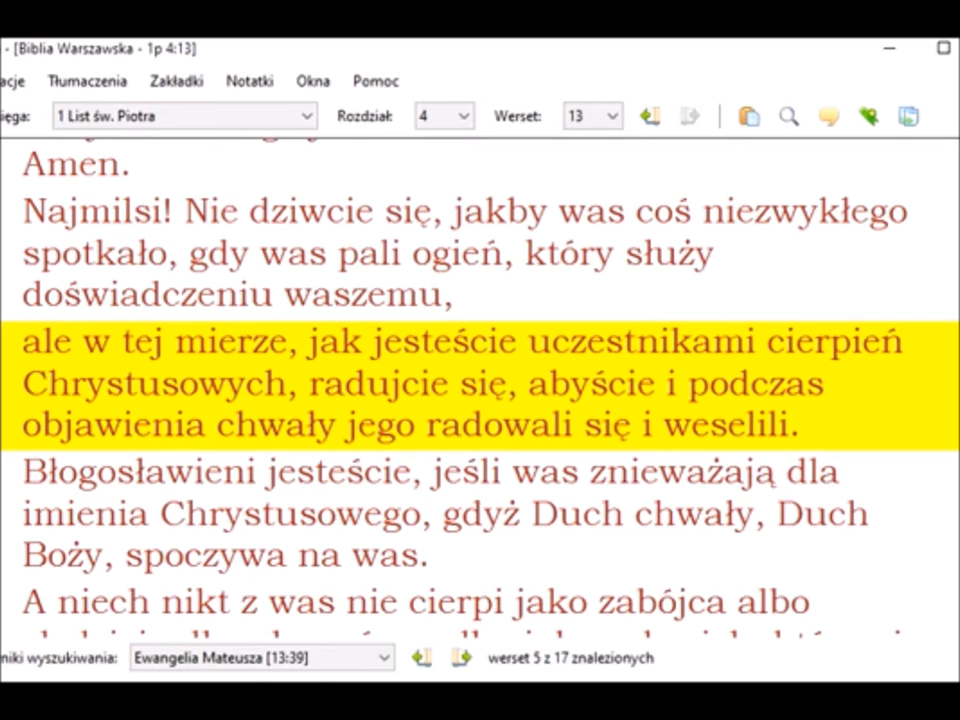 - [Biblia Warszawska - 1p 4:13]
acje Tłumaczenia Zakładki Notatki Okna Pomoc
ięga: 1 List św. Piotra Rozdział: 4 Werset: 13
Amen.
Najmilsi! Nie dziwcie się, jakby was coś niezwykłego
spotkało, gdy was pali ogień, który służy
doświadczeniu waszemu,
ale w tej mierze, jak jesteście uczestnikami cierpień
Chrystusowych, radujcie się, abyście i podczas
objawienia chwały jego radowali się i weselili.
Błogosławieni jesteście, jeśli was znieważają dla
imienia Chrystusowego, gdyż Duch chwały, Duch
Boży, spoczywa na was.
A niech nikt z was nie cierpi jako zabójca albo
niki wyszukiwania: Ewangelia Mateusza [13:39] werset 5 z 17 znalezionych